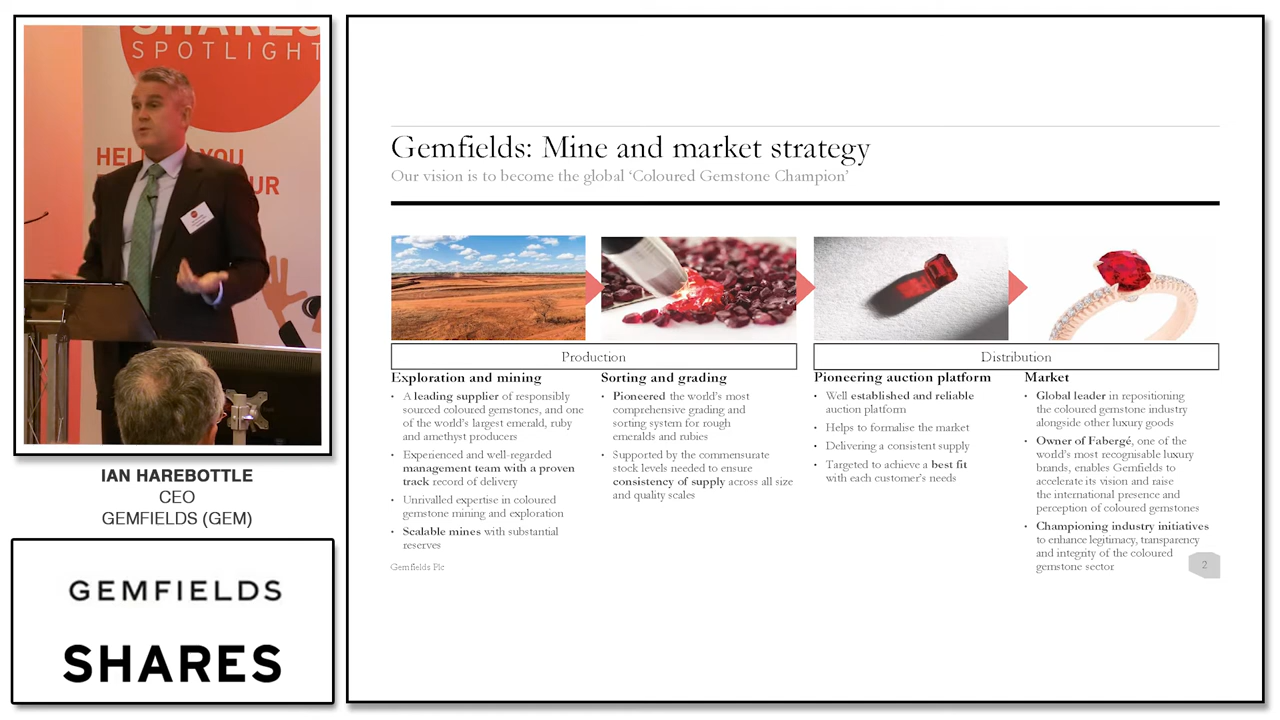 SHARES
SPOTLIGHT
YOU
UR
IAN HAREBOTTLE
CEO
GEMFIELDS (GEM)
GEMFIELDS
SHARES
Gemfields: Mine and market strategy
Our vision is to become the global ‘Coloured Gemstone Champion’
Production
Exploration and mining
• A leading supplier of responsibly
sourced coloured gemstones, and one
of the world’s largest emerald, ruby
and amethyst producers
• Experienced and well-regarded
management team with a proven
track record of delivery
• Unrivalled expertise in coloured
gemstone mining and exploration
• Scalable mines with substantial
reserves
Sorting and grading
• Pioneered the world’s most
comprehensive grading and
sorting system for rough
emeralds and rubies
• Supported by the commensurate
stock levels needed to ensure
consistency of supply across all size
and quality scales
Distribution
Pioneering auction platform
• Well established and reliable
auction platform
• Helps to formalise the market
• Delivering a consistent supply
• Targeted to achieve a best fit
with each customer’s needs
Market
• Global leader in repositioning
the coloured gemstone industry
alongside other luxury goods
• Owner of Fabergé, one of the
world’s most recognisable luxury
brands, enables Gemfields to
accelerate its vision and raise
the international presence and
perception of coloured gemstones
• Championing industry initiatives
to enhance legitimacy, transparency
and integrity of the coloured
gemstone sector
Gemfields Plc
2